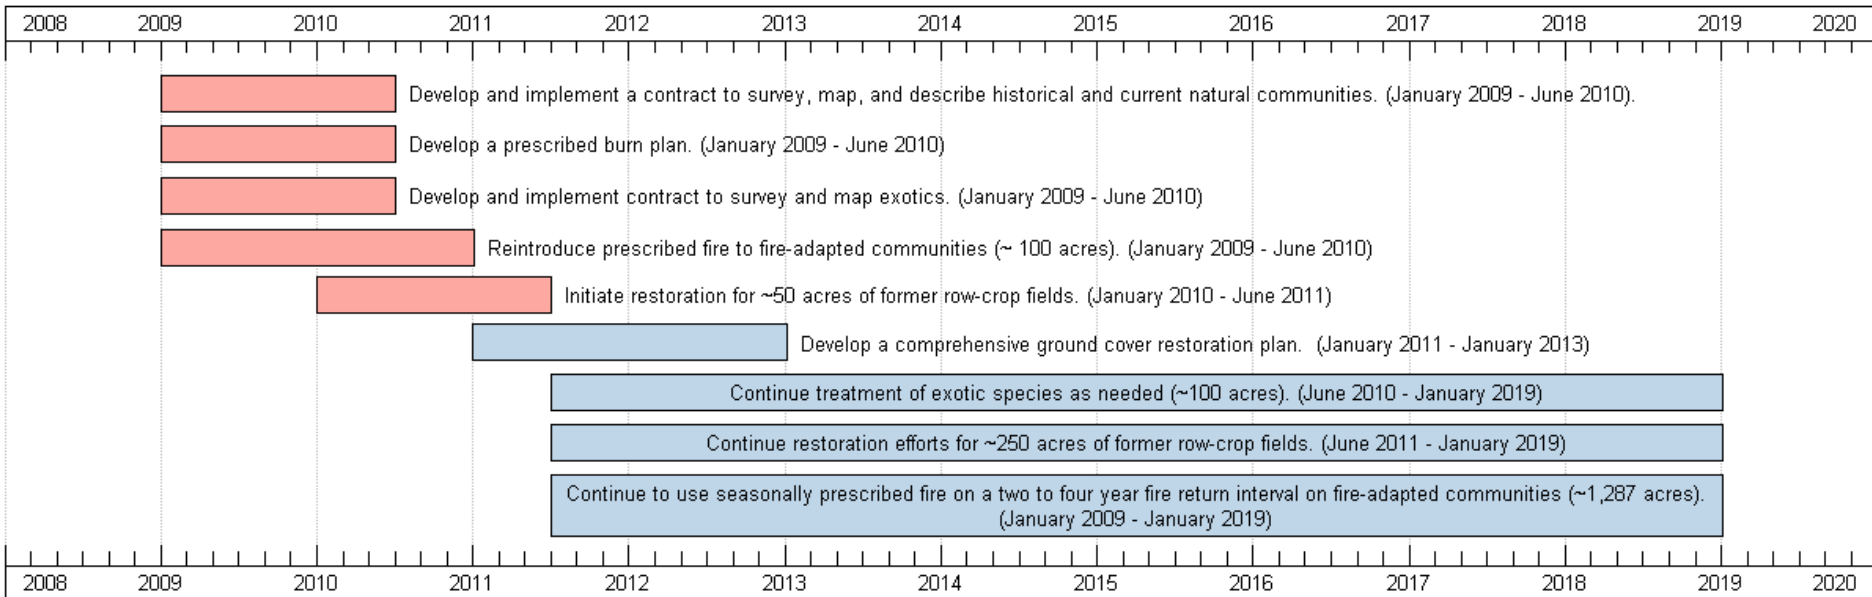 2008 2009 2010 2011 2012 2013 2014 2015 2016 2017 2018 2019 2020
Develop and implement a contract to survey, map, and describe historical and current natural communities. (January 2009 - June 2010).
Develop a prescribed burn plan. (January 2009 - June 2010)
Develop and implement contract to survey and map exotics. (January 2009 - June 2010)
Reintroduce prescribed fire to fire-adapted communities (~ 100 acres). (January 2009 - June 2010)
Initiate restoration for ~50 acres of former row-crop fields. (January 2010 - June 2011)
Develop a comprehensive ground cover restoration plan.  (January 2011 - January 2013)
Continue treatment of exotic species as needed (~100 acres). (June 2010 - January 2019)
Continue restoration efforts for ~250 acres of former row-crop fields. (June 2011 - January 2019)
Continue to use seasonally prescribed fire on a two to four year fire return interval on fire-adapted communities (~1,287 acres).
(January 2009 - January 2019)
2008 2009 2010 2011 2012 2013 2014 2015 2016 2017 2018 2019 2020